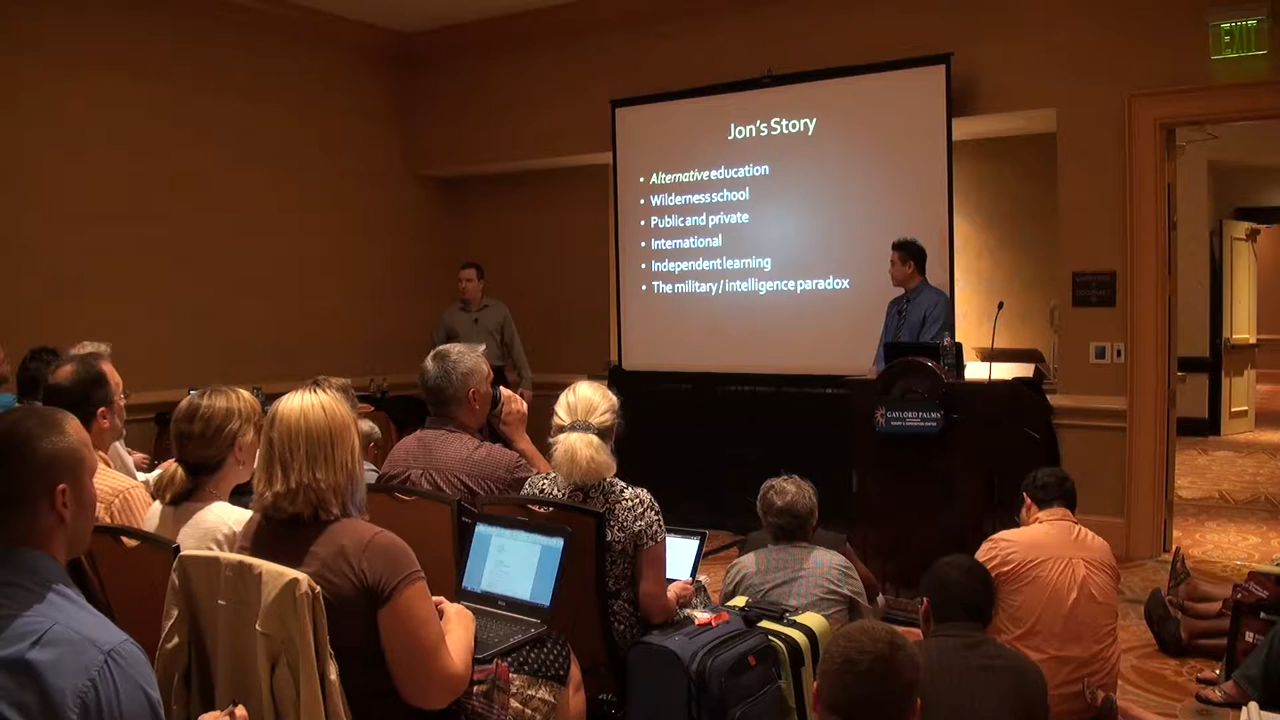 EXIT
Jon's Story
• Alternative education
• Wilderness school
• Public and private
• International
• Independent learning
• The military / intelligence paradox
GAYLORD PALMS